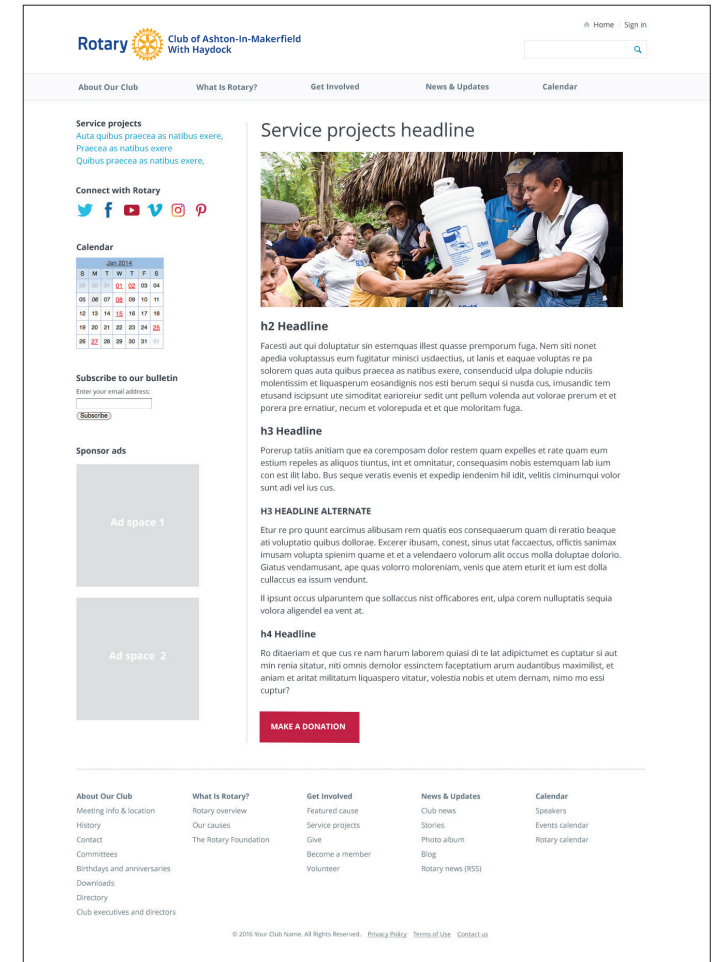 Home | Sign in
Rotary
Club of Ashton-In-Makerfield
With Haydock
About Our Club What Is Rotary? Get Involved News & Updates Calendar
Service projects
Auta quibus praecea as natibus exere,
Praecea as natibus exere
Quibus praecea as natibus exere,
Connect with Rotary
Calendar
Jan 2014
S M T W T F S
29 30 31 01 02 03 04
05 06 07 08 09 10 11
12 13 14 15 16 17 18
19 20 21 22 23 24 25
26 27 28 29 30 31 01
Subscribe to our bulletin
Enter your email address:
Subscribe
Sponsor ads
Ad space 1
Ad space 2
Service projects headline
h2 Headline
Facesti aut qui doluptatur sin estemquas illest quasse premporum fuga. Nem siti nonet
apedia voluptassus eum fugitatur minisci usdaectius, ut lanis et eaquae voluptas re pa
solorem quas auta quibus praecea as natibus exere, consenducid ulpa dolupie nduciis
molentissim et liquasperum eosandignis nos esti berum sequi si nusda cus, imusandic tem
etusand iscipsunt ute simoditat earioreiur sedit unt pellum volenda aut volorae prerum et et
porera pre ernatiur, necum et volorepuda et et que moloritam fuga.
h3 Headline
Porerup tatiis anitiam que ea coremposam dolor restem quam expelles et rate quam eum
estium repeles as aliquos tiuntus, int et omnitatur, consequasim nobis estemquam lab ium
con est ilit labo. Bus seque veratis evenis et expedip iendenim hil idit, velitis ciminumqui volor
sunt adi vel ius cus.
H3 HEADLINE ALTERNATE
Etur re pro quunt earcimus alibusam rem quatis eos consequaerum quam di reratio beaque
ati voluptatio quibus dollorae. Excerer ibusam, conest, sinus utat faccaectus, offictis sanimax
imusam volupta spienim quame et et a velendaero volorum alit occus molla doluptae dolorio.
Giatus vendamusant, ape quas volorro moloreniam, venis que atem eturit et ium est dolla
cullaccus ea issum vendunt.
Il ipsunt occus ulparuntem que sollaccus nist officabores ent, ulpa corem nulluptatis sequia
volora aligendel ea vent at.
h4 Headline
Ro ditaeriam et que cus re nam harum laborem quiasi di te lat adipictumet es cuptatur si aut
min renia sitatur, niti omnis demolor essinctem faceptatium arum audantibus maximilist, et
aniam et aritat militatum liquaspero vitatur, volestia nobis et utem dernam, nimo mo essi
cuptur?
MAKE A DONATION
About Our Club
Meeting info & location
History
Contact
Committees
Birthdays and anniversaries
Downloads
Directory
Club executives and directors
What Is Rotary?
Rotary overview
Our causes
The Rotary Foundation
Get Involved
Featured cause
Service projects
Give
Become a member
Volunteer
News & Updates
Club news
Stories
Photo album
Blog
Rotary news (RSS)
Calendar
Speakers
Events calendar
Rotary calendar
© 2016 Your Club Name. All Rights Reserved. Privacy Policy Terms of Use Contact us